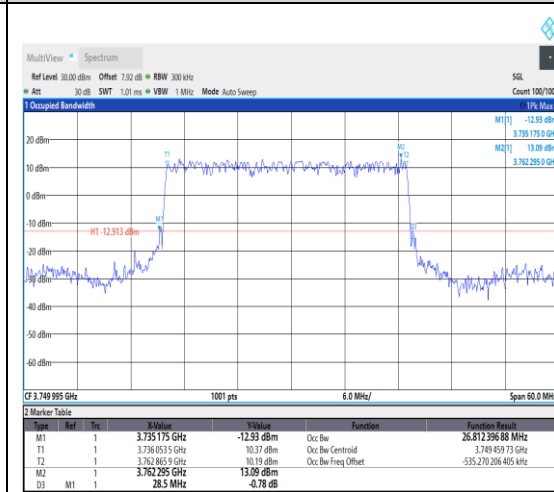 MultiView Spectrum
Ref Level 30.00 dBm Offset 7.92 dB RBW 300 kHz SGL
Att 30 dB SWT 1.01 ms VBW 1 MHz Mode Auto Sweep Count 100/100
1 Occupied Bandwidth 1Pk Max
M1[1] -12.93 dBm
3.735 175 0 GH
M2[1] 13.09 dBm
3.762 295 0 GH
20 dBm
T1
M2
T2
10 dBm
0 dBm
-10 dBm
M1
H1 -12.913 dBm
D3
-20 dBm
-30 dBm
-40 dBm
-50 dBm
-60 dBm
CF 3.749 995 GHz 1001 pts 6.0 MHz/ Span 60.0 MHz
2 Marker Table
Type Ref Trc X-Value Y-Value Function Function Result
M1 1 3.735 175 GHz -12.93 dBm Occ Bw 26.812 396 88 MHz
T1 1 3.736 053 5 GHz 10.37 dBm Occ Bw Centroid 3.749 459 73 GHz
T2 1 3.762 865 9 GHz 10.19 dBm Occ Bw Freq Offset -535.270 206 405 kHz
M2 1 3.762 295 GHz 13.09 dBm
D3 M1 1 28.5 MHz -0.78 dB